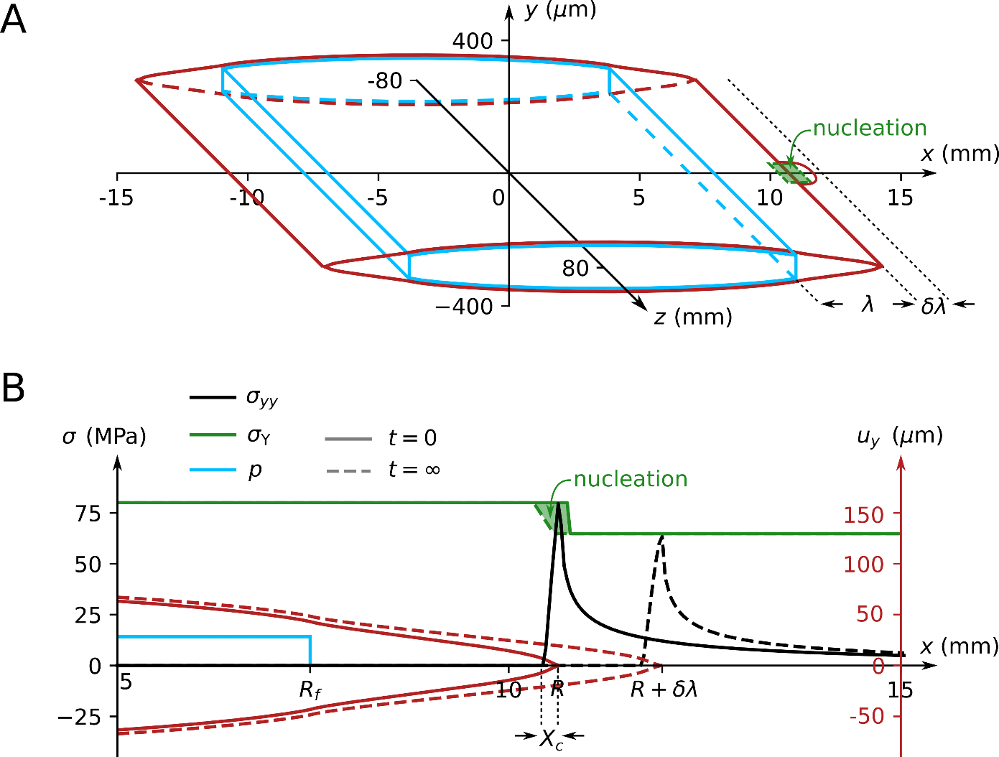 A
y (μm)
400
-80
nucleation
x (mm)
-15
-10
-5
0
5
10
15
80
−400
z (mm)
λ
δλ
B
σyy
σ (MPa)
σY
t = 0
uy (μm)
p
t = ∞
nucleation
75
150
50
100
25
50
x (mm)
0
0
5
Rf
10
R
R + δλ
15
−25
-50
Xc